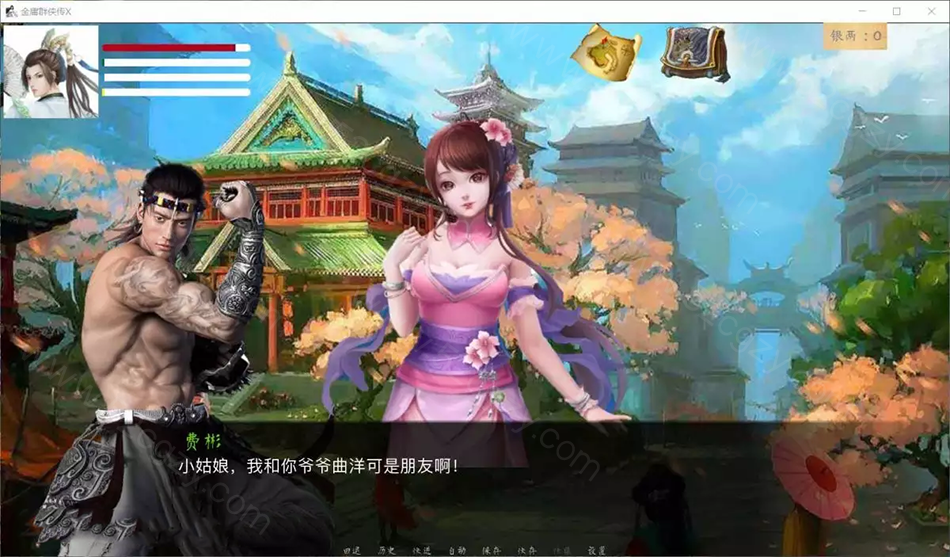 金庸群侠传X
银两：0
费彬
小姑娘，我和你爷爷曲洋可是朋友啊！
回退 历史 快进 自动 保存 快存 快读 设置